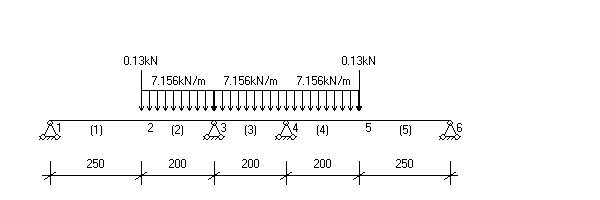 0.13kN 0.13kN
7.156kN/m 7.156kN/m 7.156kN/m
1 (1) 2 (2) 3 (3) 4 (4) 5 (5) 6
250 200 200 200 250